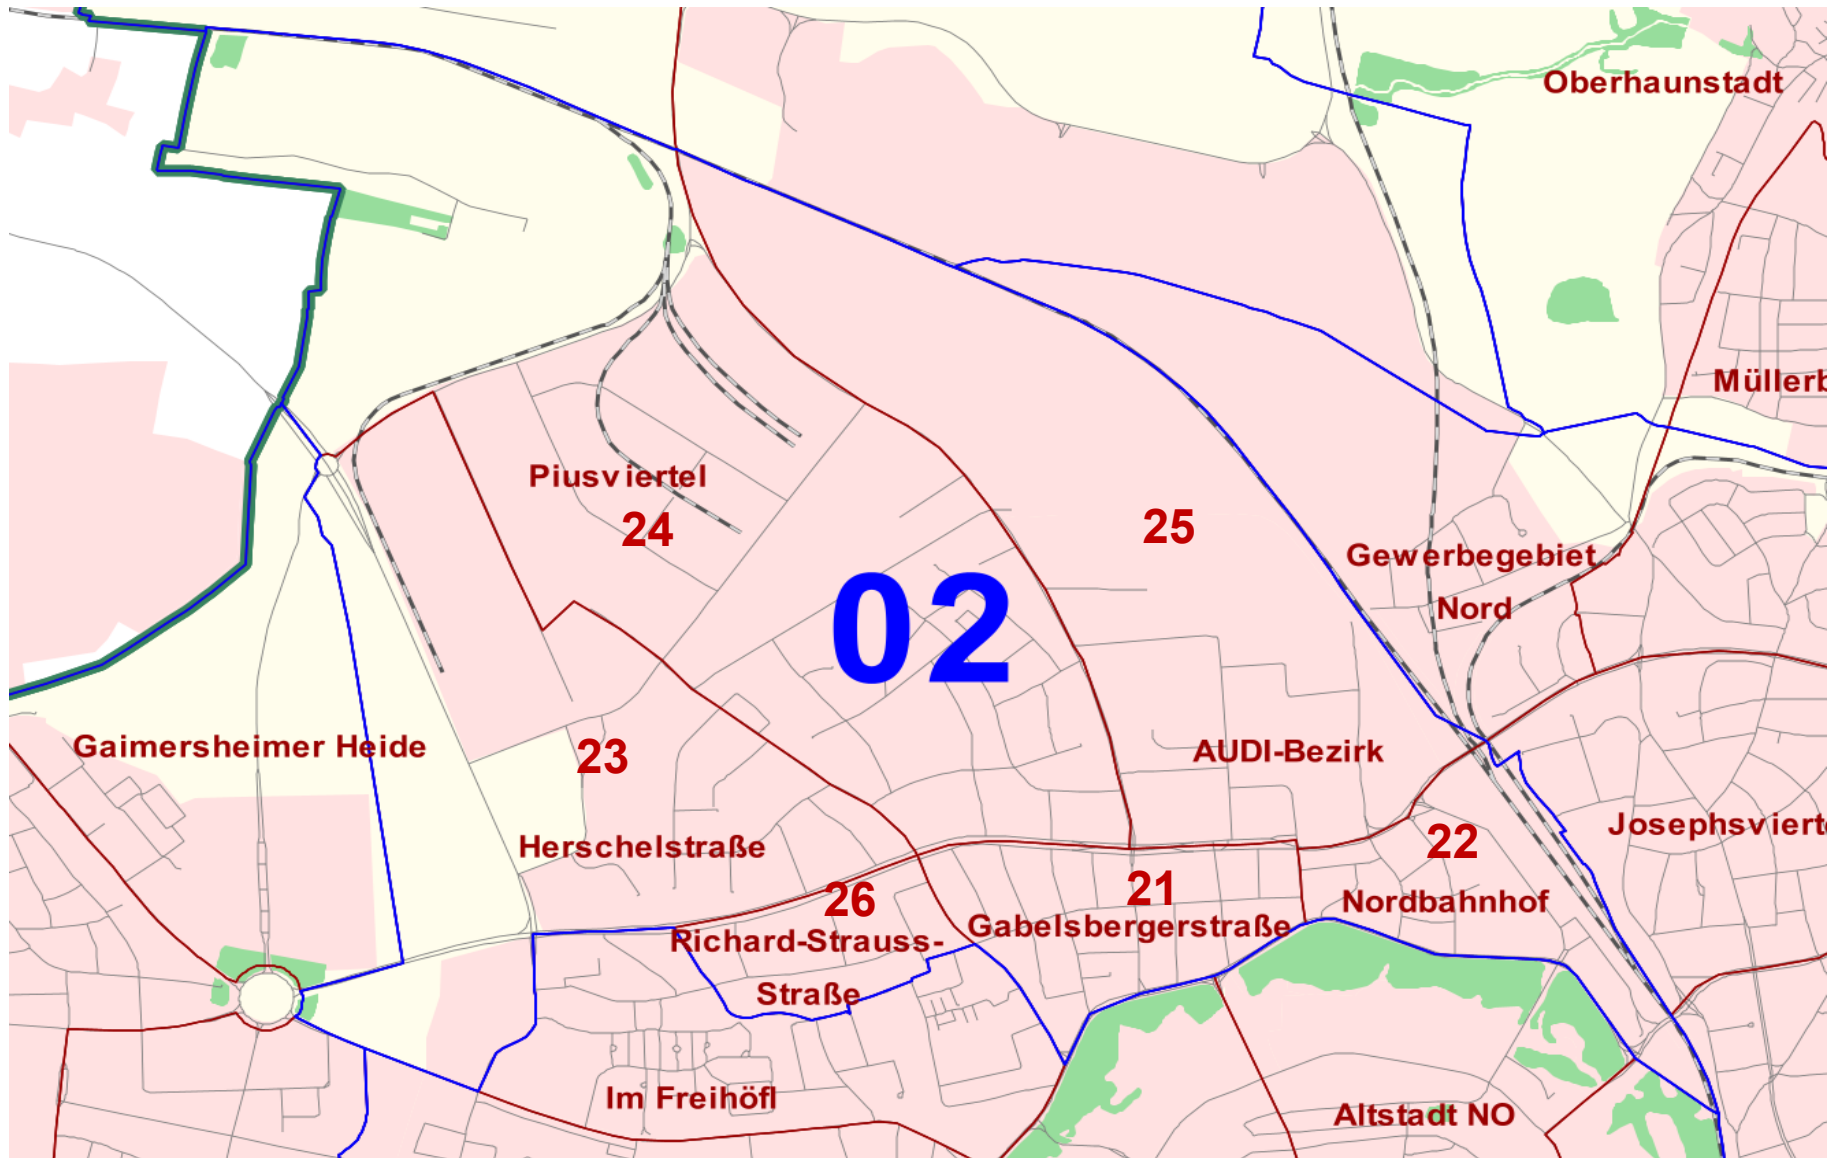 Oberhaunstadt
Müllerb
Piusviertel
24
25
Gewerbegebiet
Nord
02
Gaimersheimer Heide
23
AUDI-Bezirk
Herschelstraße
22
Josephsvierte
26
21
Nordbahnhof
Gabelsbergerstraße
Richard-Strauss-
Straße
Im Freihöfl
Altstadt NO